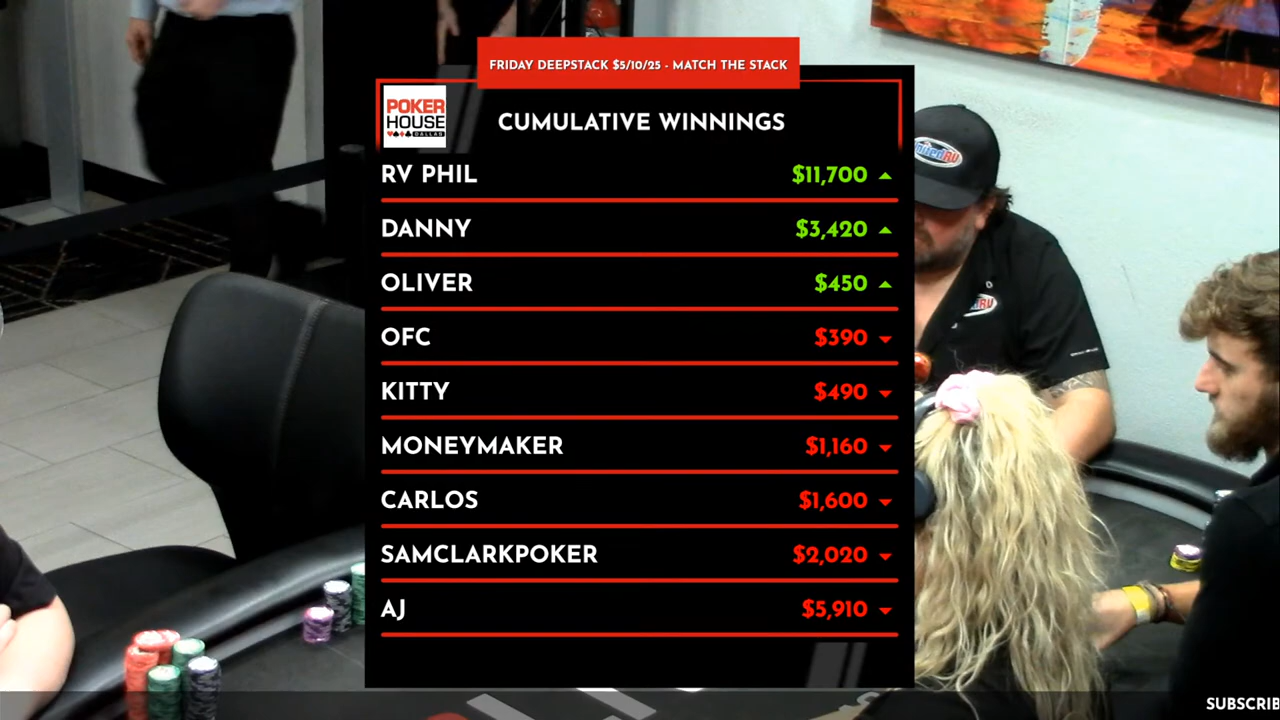 FRIDAY DEEPSTACK $5/10/25 - MATCH THE STACK
POKER
HOUSE
DALLAS
CUMULATIVE WINNINGS
RV PHIL $11,700
DANNY $3,420
OLIVER $450
OFC $390
KITTY $490
MONEYMAKER $1,160
CARLOS $1,600
SAMCLARKPOKER $2,020
AJ $5,910
UnitedRV
RV
SUBSCRIB